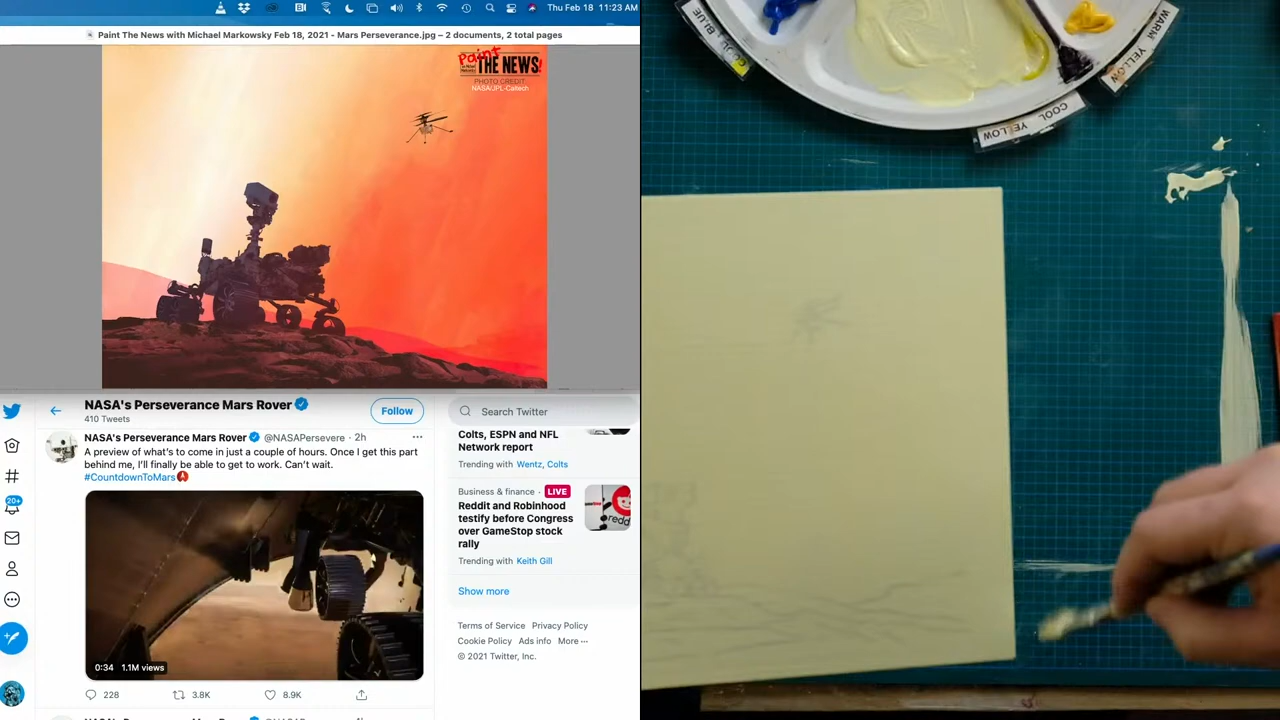 Thu Feb 18 11:23 AM
Paint The News with Michael Markowsky Feb 18, 2021 - Mars Perseverance.jpg – 2 documents, 2 total pages
Paint
THE NEWS!
PHOTO CREDIT
NASA/JPL-Caltech
NASA's Perseverance Mars Rover
410 Tweets
Follow
Search Twitter
NASA's Perseverance Mars Rover @NASAPersevere · 2h
A preview of what's to come in just a couple of hours. Once I get this part
behind me, I'll finally be able to get to work. Can't wait.
#CountdownToMars
0:34 1.1M views
228 3.8K 8.9K
20+
Colts, ESPN and NFL
Network report
Trending with Wentz, Colts
Business & finance · LIVE
Reddit and Robinhood
testify before Congress
over GameStop stock
rally
Trending with Keith Gill
Show more
Terms of Service Privacy Policy
Cookie Policy Ads info More ···
© 2021 Twitter, Inc.
BLUE
COOL YELLOW
WARM YELLOW